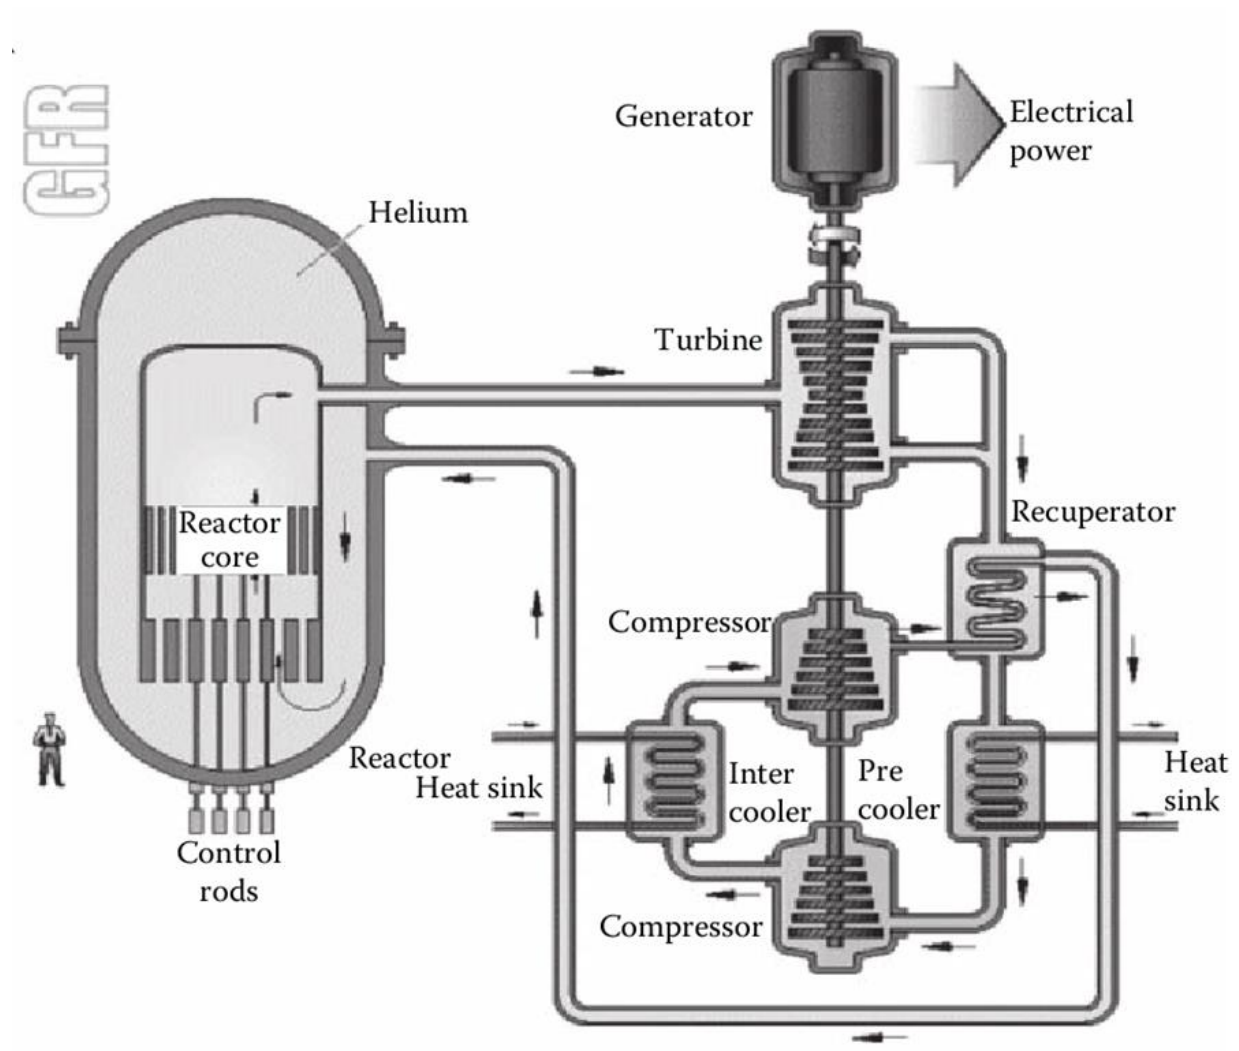 GFR
Generator
Electrical
power
Helium
Turbine
Reactor
core
Recuperator
Compressor
Reactor
Heat sink
Inter
cooler
Pre
cooler
Heat
sink
Control
rods
Compressor